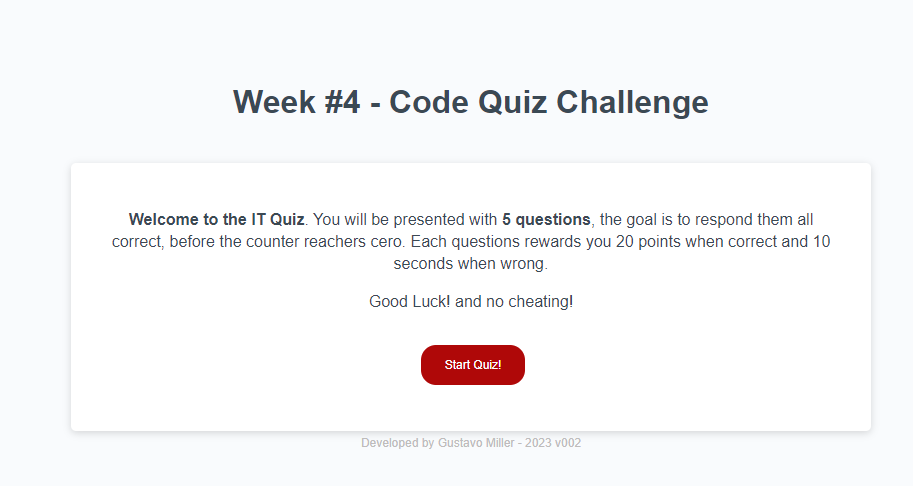 Week #4 - Code Quiz Challenge
Welcome to the IT Quiz. You will be presented with 5 questions, the goal is to respond them all
correct, before the counter reachers cero. Each questions rewards you 20 points when correct and 10
seconds when wrong.
Good Luck! and no cheating!
Start Quiz!
Developed by Gustavo Miller - 2023 v002